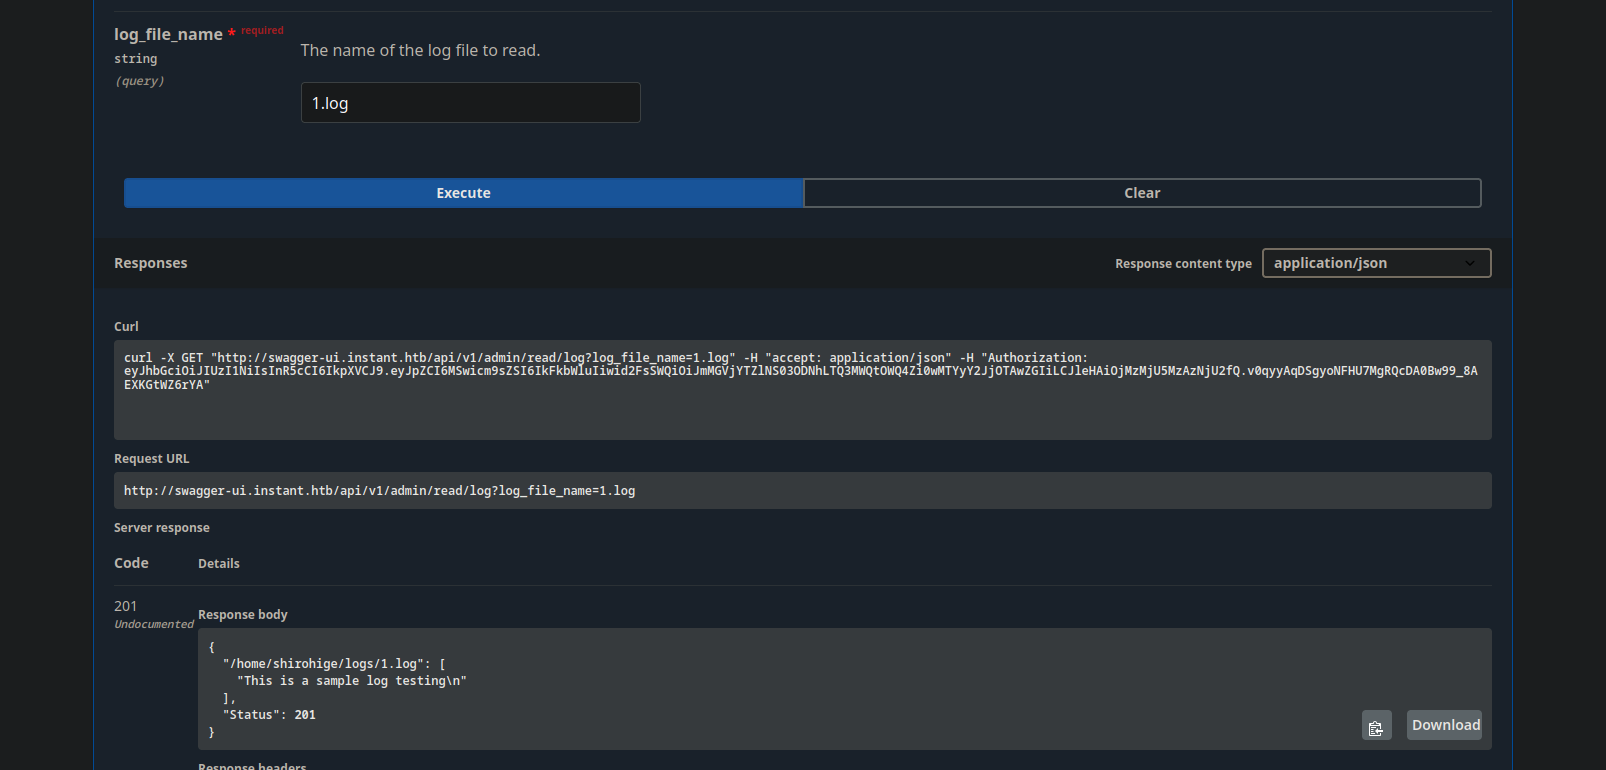 log_file_name * required
string
(query)
The name of the log file to read.
1.log
Execute
Clear
Responses
Response content type
application/json
Curl
curl -X GET "http://swagger-ui.instant.htb/api/v1/admin/read/log?log_file_name=1.log" -H "accept: application/json" -H "Authorization:
eyJhbGciOiJIUzI1NiIsInR5cCI6IkpXVCJ9.eyJpZCI6MSwicm9sZSI6IkFkbWluIiwid2FsSWQiOiJmMGVjYTZlNS03ODNhLTQ3MWQtOWQ4Zi0wMTYyY2JjOTAwZGIiLCJleHAiOjMzMjU5MzAzNjU2fQ.v0qyyAqDSgyoNFHU7MgRQcDA0Bw99_8A
EXKGtWZ6rYA"
Request URL
http://swagger-ui.instant.htb/api/v1/admin/read/log?log_file_name=1.log
Server response
Code
Details
201
Undocumented
Response body
{
"/home/shirohige/logs/1.log": [
"This is a sample log testing\n"
],
"Status": 201
}
Download
Response headers